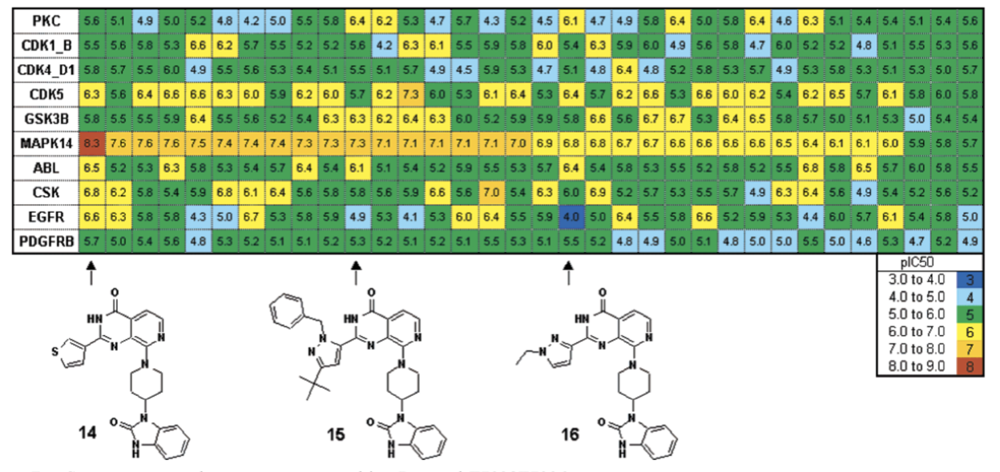 PKC 5.6 5.1 4.9 5.0 5.2 4.8 4.2 5.0 5.5 5.8 6.4 6.2 5.3 4.7 5.7 4.3 5.2 4.5 6.1 4.7 4.9 5.8 6.4 5.0 5.8 6.4 4.6 6.3 5.1 5.4 5.4 5.1 5.4 5.6
CDK1_B 5.5 5.6 5.8 5.3 6.6 6.2 5.7 5.5 5.2 5.2 5.6 4.2 6.3 6.1 5.5 5.9 5.8 6.0 5.4 6.3 5.9 6.0 4.9 5.6 5.8 4.7 6.0 5.2 5.2 4.8 5.1 5.5 5.3 5.6
CDK4_D1 5.8 5.7 5.5 6.0 4.9 5.5 5.6 5.3 5.4 5.1 5.5 5.1 5.7 4.9 4.5 5.9 5.3 4.7 5.1 4.8 6.4 4.8 5.2 5.8 5.3 5.7 4.9 5.3 5.8 5.3 5.1 5.3 5.0 5.7
CDK5 6.3 5.6 6.4 6.6 6.6 6.3 6.0 5.9 6.2 6.0 5.7 6.2 7.3 6.0 5.3 6.1 6.4 5.3 6.4 5.7 6.2 6.6 5.3 6.6 6.0 6.2 5.4 6.2 6.5 5.7 6.1 5.8 6.0 5.8
GSK3B 5.8 5.5 5.5 5.9 6.4 5.5 5.6 5.2 5.4 6.3 6.3 6.2 6.4 6.3 6.0 5.2 5.9 5.9 5.8 6.6 5.6 6.7 6.7 5.3 6.4 6.5 5.8 5.7 5.0 5.1 5.3 5.0 5.4 5.4
MAPK14 8.3 7.6 7.6 7.6 7.5 7.4 7.4 7.4 7.3 7.3 7.3 7.1 7.1 7.1 7.1 7.1 7.0 6.9 6.8 6.8 6.7 6.7 6.6 6.6 6.6 6.6 6.5 6.4 6.1 6.1 6.0 5.9 5.8 5.7
ABL 6.5 5.2 5.3 6.3 5.8 5.3 5.4 5.7 6.4 5.4 6.1 5.1 5.4 5.2 5.9 5.5 5.3 5.7 6.4 5.4 5.8 5.3 5.5 5.2 5.8 5.2 5.5 6.8 5.8 6.5 5.7 6.0 5.8 5.5
CSK 6.8 6.2 5.8 5.4 5.9 6.8 6.1 6.4 5.6 5.8 5.8 5.6 5.9 6.6 5.6 7.0 5.4 6.3 6.0 6.9 5.2 5.7 5.3 5.5 5.7 4.9 6.3 6.4 5.6 4.9 5.4 5.2 5.6 5.2
EGFR 6.6 6.3 5.8 5.8 4.3 5.0 6.7 5.3 5.8 5.9 4.9 5.3 4.1 5.3 6.0 6.4 5.5 5.9 4.0 5.0 6.4 5.5 5.8 6.6 5.2 5.9 5.3 4.4 6.0 5.7 6.1 5.4 5.8 5.0
PDGFRB 5.7 5.0 5.4 5.6 4.8 5.3 5.2 5.1 5.1 5.2 5.3 5.2 5.1 5.2 5.1 5.5 5.3 5.1 5.5 5.2 4.8 4.9 5.0 5.1 4.8 5.0 5.0 5.5 5.0 4.6 5.3 4.7 5.2 4.9
pIC50
3.0 to 4.0 3
4.0 to 5.0 4
5.0 to 6.0 5
6.0 to 7.0 6
7.0 to 8.0 7
8.0 to 9.0 8
O
HN
N
N
S
N
O
N
N
H
14
O
HN
N
N
N
N
N
O
N
N
H
15
O
HN
N
N
N
N
N
O
N
N
H
16